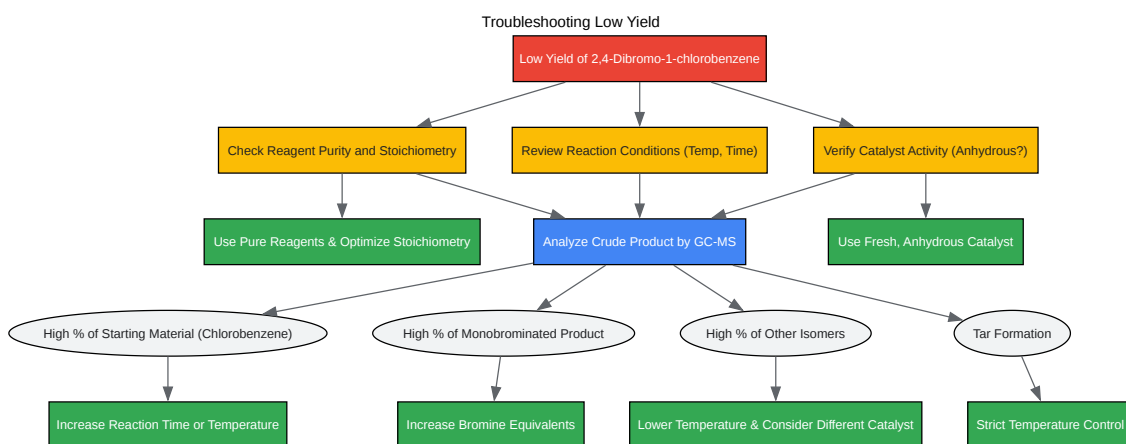 Troubleshooting Low Yield
Low Yield of 2,4-Dibromo-1-chlorobenzene
Check Reagent Purity and Stoichiometry
Review Reaction Conditions (Temp, Time)
Verify Catalyst Activity (Anhydrous?)
Use Pure Reagents & Optimize Stoichiometry
Analyze Crude Product by GC-MS
Use Fresh, Anhydrous Catalyst
High % of Starting Material (Chlorobenzene)
High % of Monobrominated Product
High % of Other Isomers
Tar Formation
Increase Reaction Time or Temperature
Increase Bromine Equivalents
Lower Temperature & Consider Different Catalyst
Strict Temperature Control